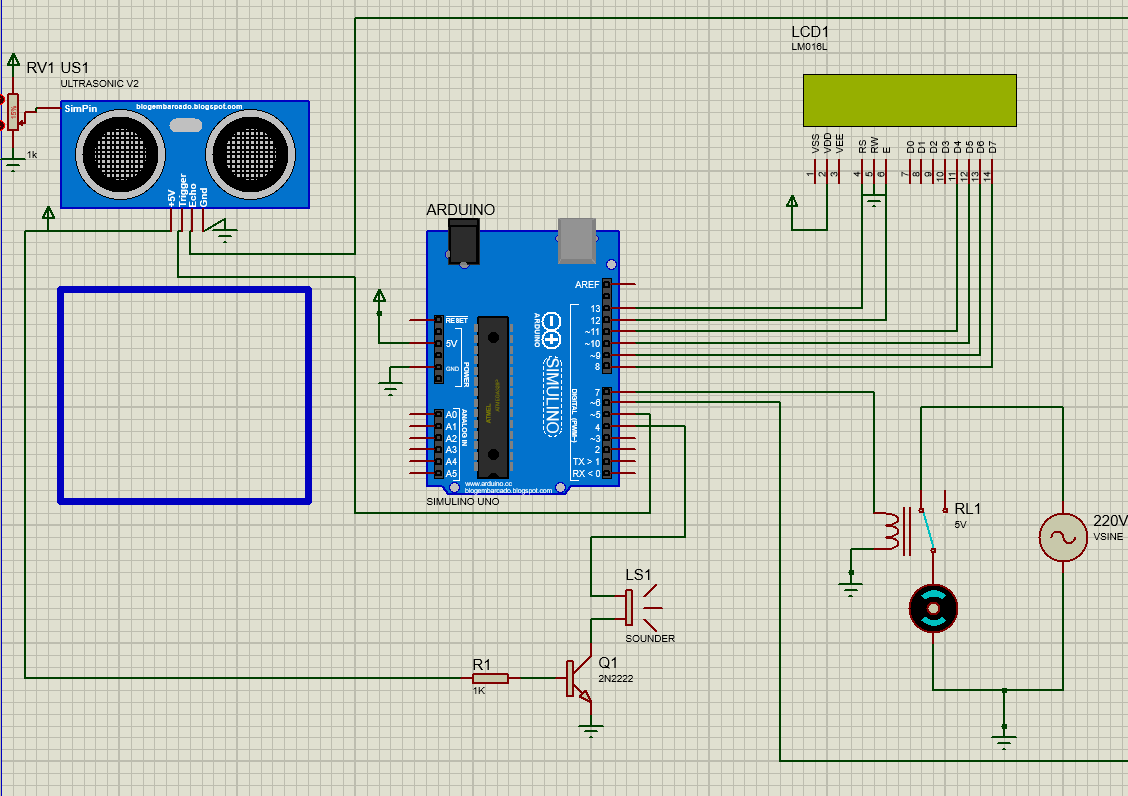 LCD1
LM016L
RV1 US1
ULTRASONIC V2
SimPin
blogembarcado.blogspot.com
15%
1k
+5V
Trigger
Echo
Gnd
VSS
VDD
VEE
RS
RW
E
D0
D1
D2
D3
D4
D5
D6
D7
1
2
3
4
5
6
7
8
9
10
11
12
13
14
ARDUINO
AREF
RESET
5V
GND
POWER
A0
A1
A2
A3
A4
A5
ANALOG IN
ATMEL
ARDUINO
SIMULINO
DIGITAL (PWM~)
13
12
~11
~10
~9
8
7
~6
~5
4
~3
2
TX > 1
RX < 0
www.arduino.cc
blogembarcado.blogspot.com
SIMULINO UNO
RL1
5V
220V
VSINE
LS1
SOUNDER
R1
1K
Q1
2N2222